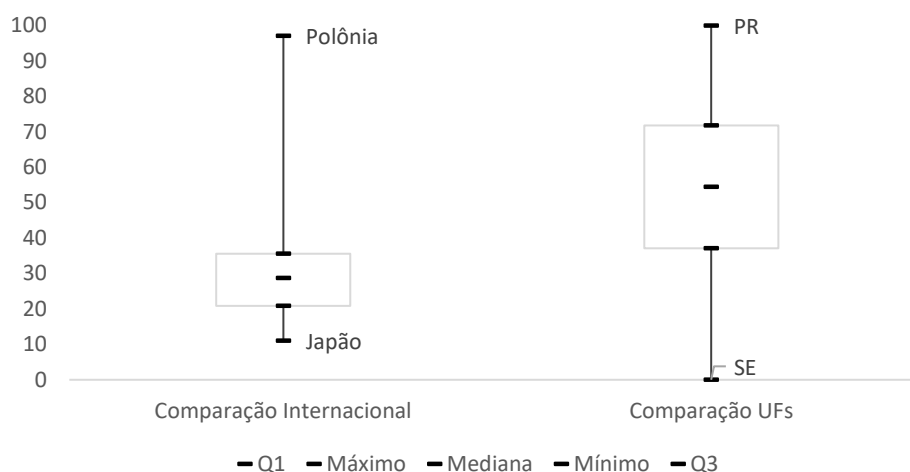 100
90
80
70
60
50
40
30
20
10
0
Polônia
Japão
PR
SE
Comparação Internacional
Comparação UFs
Q1 Máximo Mediana Mínimo Q3